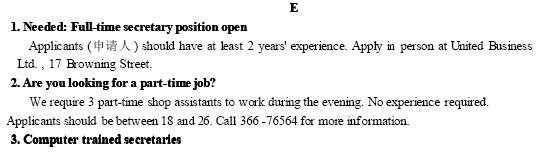 E
1. Needed: Full-time secretary position open
Applicants (申请人) should have at least 2 years' experience. Apply in person at United Business
Ltd. , 17 Browning Street.
2. Are you looking for a part-time job?
We require 3 part-time shop assistants to work during the evening. No experience required.
Applicants should be between 18 and 26. Call 366 -76564 for more information.
3. Computer trained secretaries